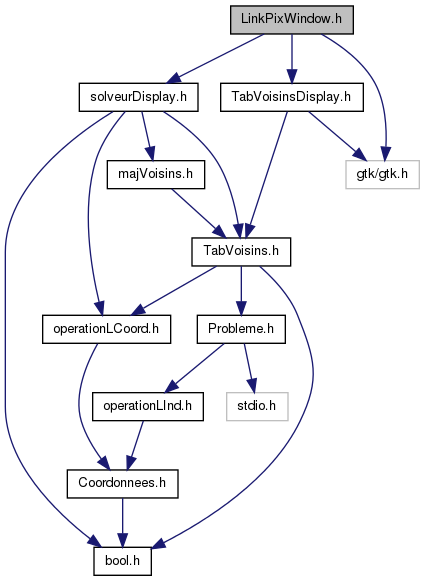 LinkPixWindow.h
solveurDisplay.h
TabVoisinsDisplay.h
majVoisins.h
gtk/gtk.h
TabVoisins.h
operationLCoord.h
Probleme.h
operationLInd.h
stdio.h
Coordonnees.h
bool.h